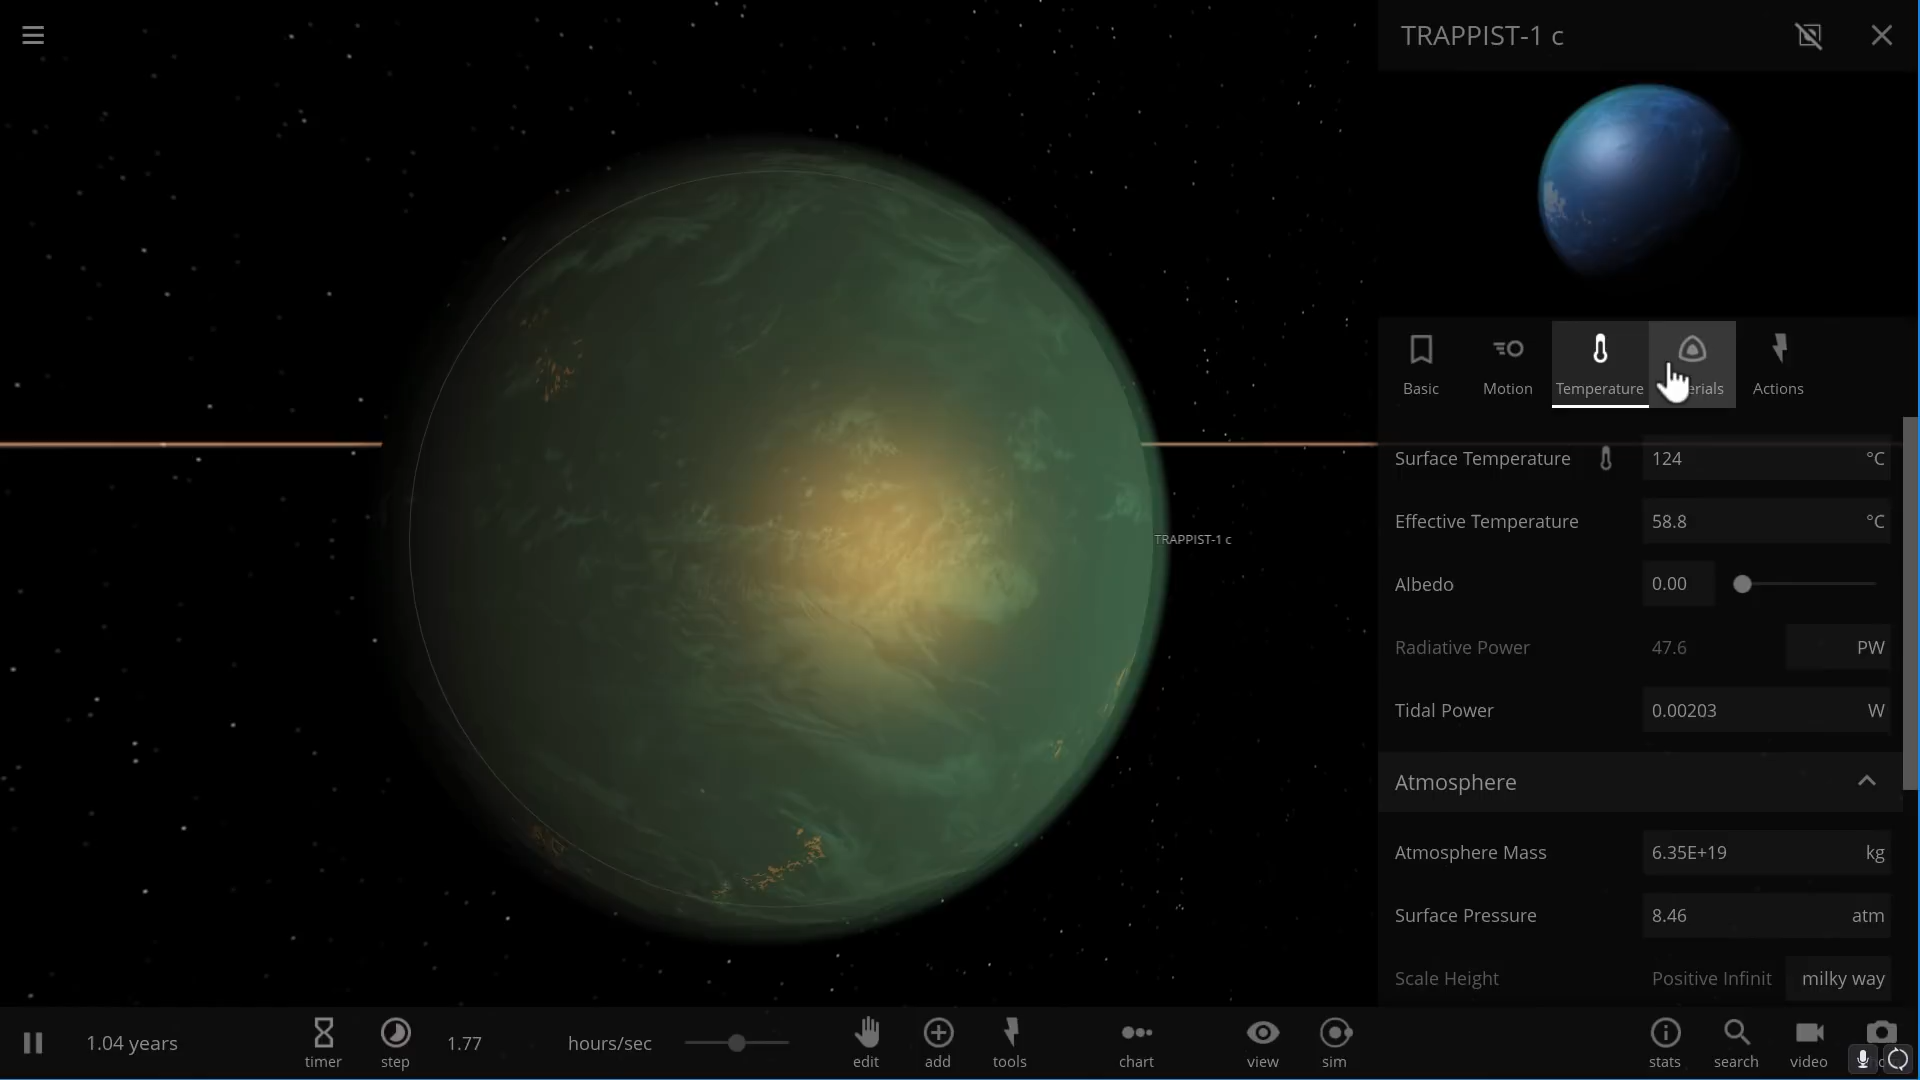 TRAPPIST-1 c
Basic
Motion
Temperature
erials
Actions
Surface Temperature 124 °C
Effective Temperature 58.8 °C
TRAPPIST-1 c
Albedo 0.00
Radiative Power 47.6 PW
Tidal Power 0.00203 W
Atmosphere
Atmosphere Mass 6.35E+19 kg
Surface Pressure 8.46 atm
Scale Height Positive Infinit milky way
1.04 years
timer
step
1.77 hours/sec
edit
add
tools
chart
view
sim
stats
search
video